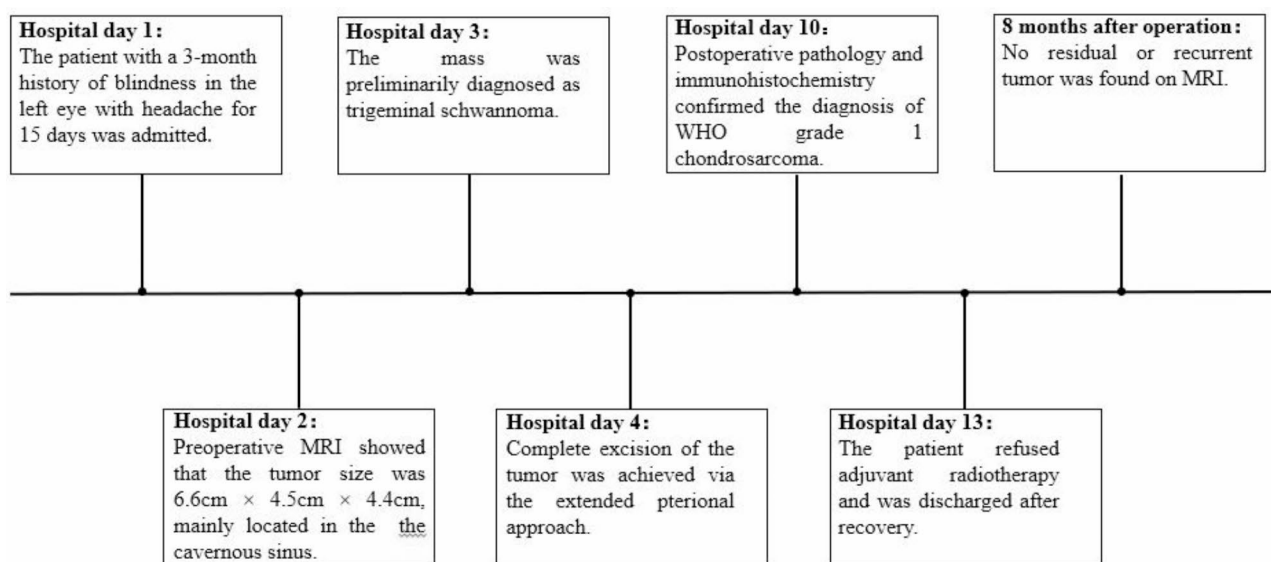 Hospital day 1:
The patient with a 3-month
history of blindness in the
left eye with headache for
15 days was admitted.
Hospital day 2:
Preoperative MRI showed
that the tumor size was
6.6cm × 4.5cm × 4.4cm,
mainly located in the the
cavernous sinus.
Hospital day 3:
The mass was
preliminarily diagnosed as
trigeminal schwannoma.
Hospital day 4:
Complete excision of the
tumor was achieved via
the extended pterional
approach.
Hospital day 10:
Postoperative pathology and
immunohistochemistry
confirmed the diagnosis of
WHO grade 1
chondrosarcoma.
Hospital day 13:
The patient refused
adjuvant radiotherapy
and was discharged after
recovery.
8 months after operation:
No residual or recurrent
tumor was found on MRI.